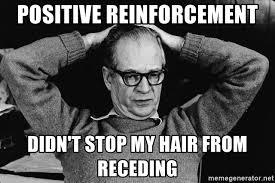 POSITIVE REINFORCEMENT
DIDN'T STOP MY HAIR FROM
RECEDING
memegenerator.net